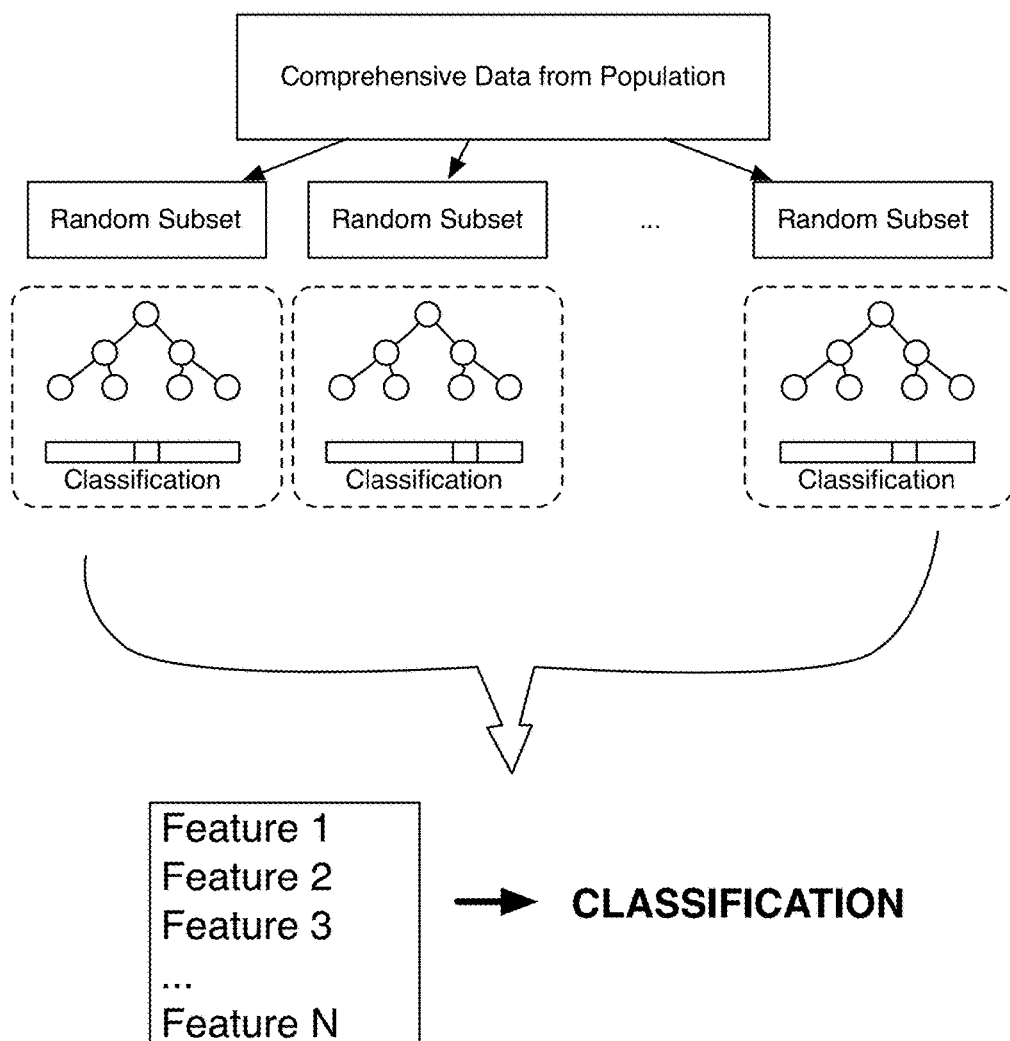 Comprehensive Data from Population
Random Subset
Random Subset
...
Random Subset
Classification
Classification
Classification
Feature 1
Feature 2
Feature 3
...
Feature N
CLASSIFICATION